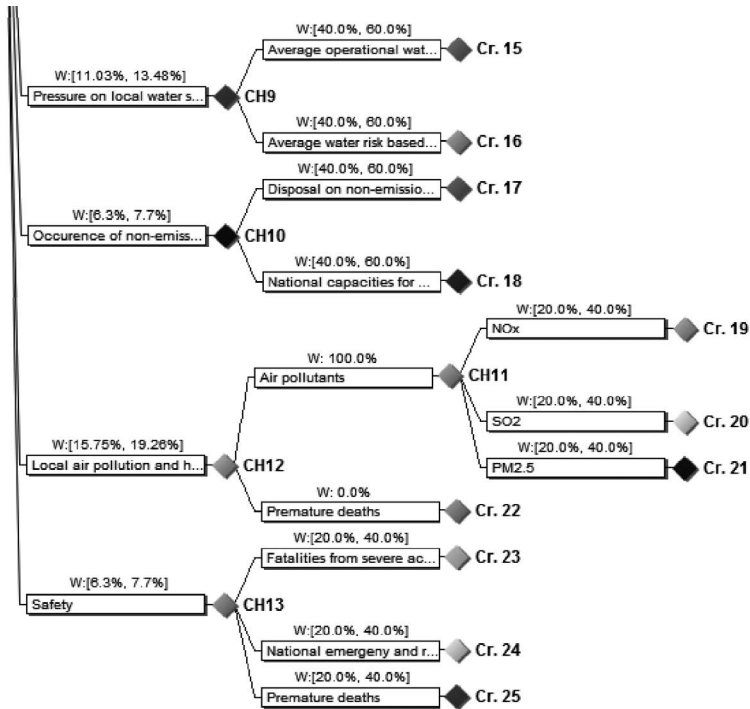 W:[40.0%, 60.0%]
Average operational wat... Cr. 15
W:[11.03%, 13.48%]
Pressure on local water s... CH9
W:[40.0%, 60.0%]
Average water risk based... Cr. 16
W:[40.0%, 60.0%]
Disposal on non-emissio... Cr. 17
W:[6.3%, 7.7%]
Occurence of non-emiss... CH10
W:[40.0%, 60.0%]
National capacities for ... Cr. 18
W:[20.0%, 40.0%]
NOx Cr. 19
W: 100.0%
Air pollutants CH11
W:[20.0%, 40.0%]
SO2 Cr. 20
W:[15.75%, 19.26%]
Local air pollution and h... CH12
W:[20.0%, 40.0%]
PM2.5 Cr. 21
W: 0.0%
Premature deaths Cr. 22
W:[20.0%, 40.0%]
Fatalities from severe ac... Cr. 23
W:[6.3%, 7.7%]
Safety CH13
W:[20.0%, 40.0%]
National emergeny and r... Cr. 24
W:[20.0%, 40.0%]
Premature deaths Cr. 25